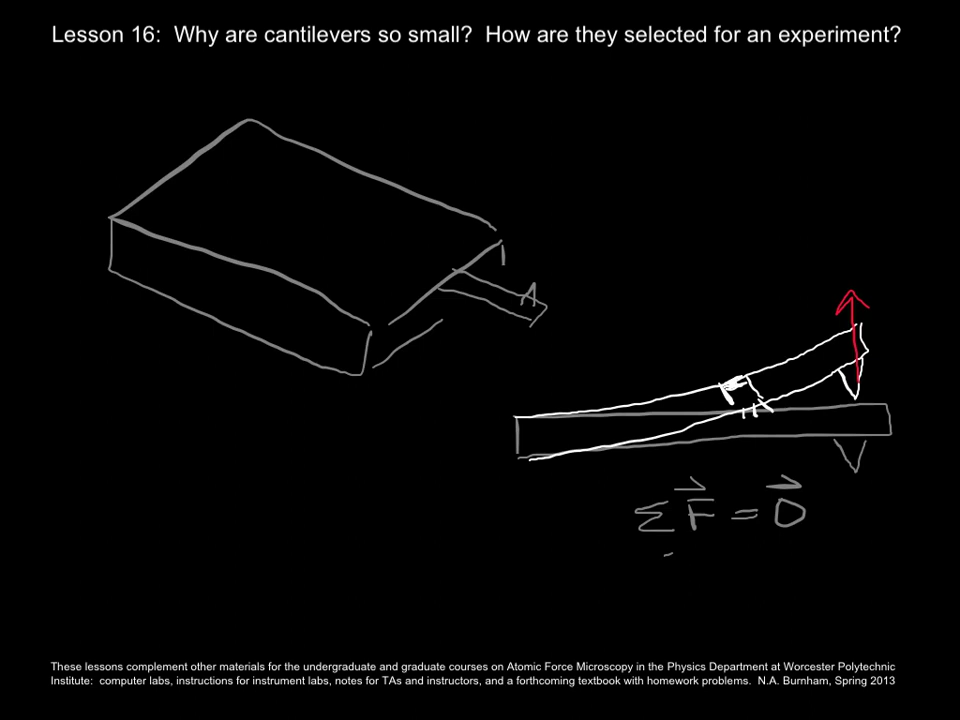 Lesson 16:  Why are cantilevers so small?  How are they selected for an experiment?
A
ΣF⃗ = 0⃗
These lessons complement other materials for the undergraduate and graduate courses on Atomic Force Microscopy in the Physics Department at Worcester Polytechnic
Institute:  computer labs, instructions for instrument labs, notes for TAs and instructors, and a forthcoming textbook with homework problems.  N.A. Burnham, Spring 2013